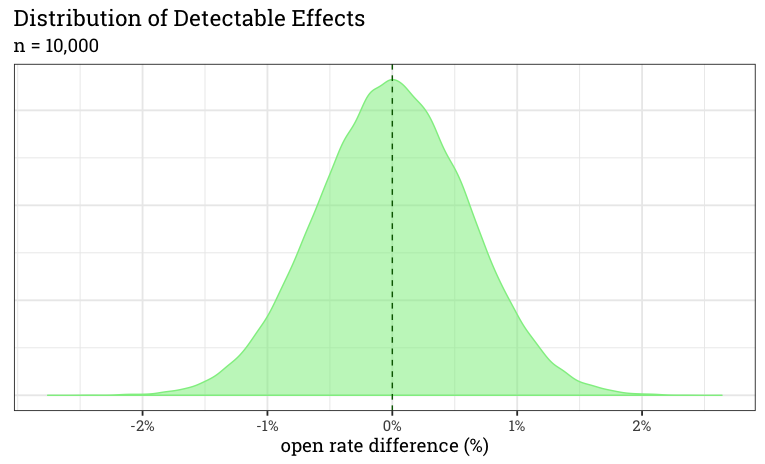 Distribution of Detectable Effects
n = 10,000
-2% -1% 0% 1% 2%
open rate difference (%)